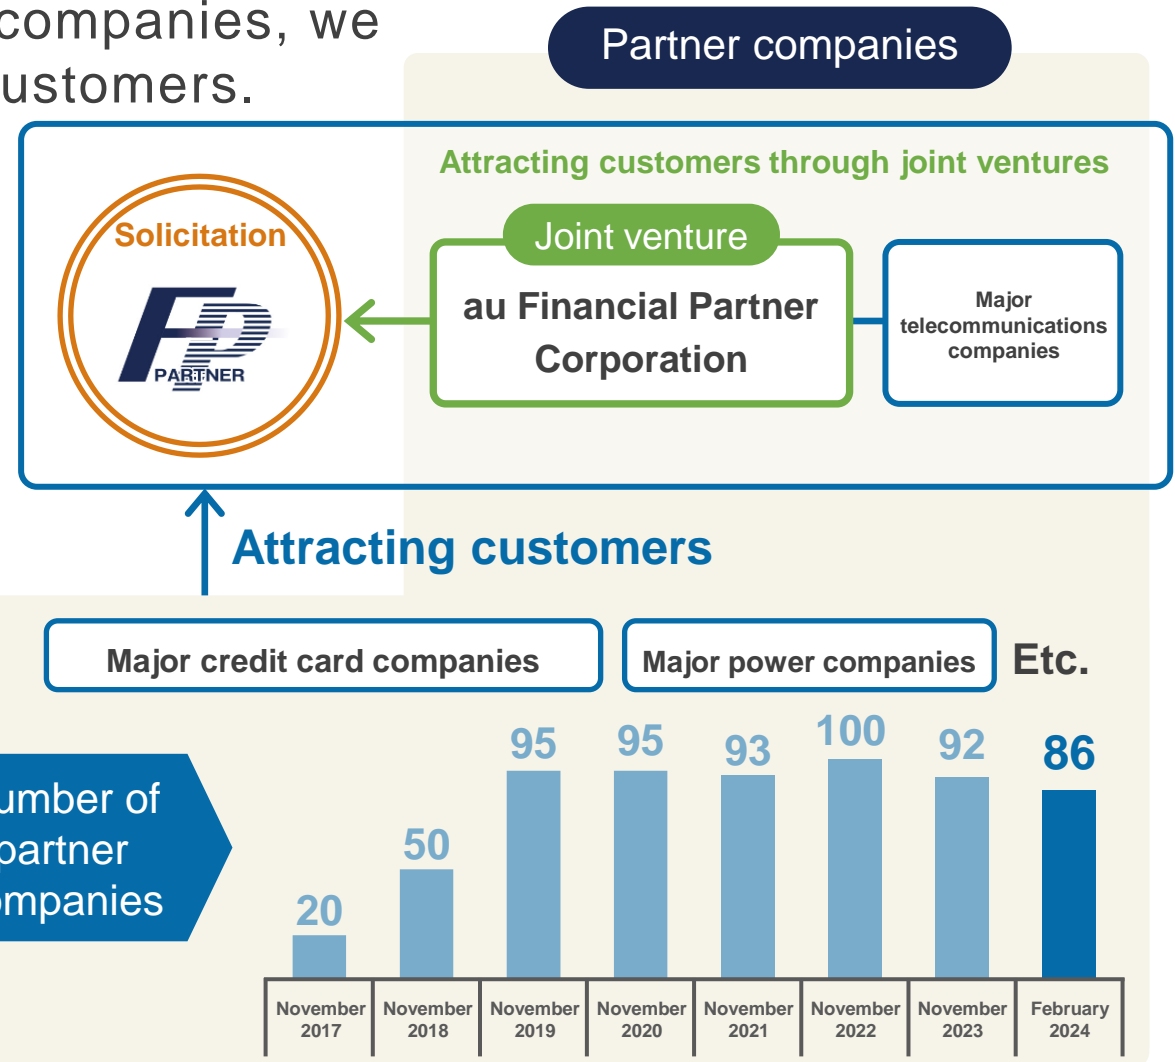 companies, we
ustomers.
Partner companies
Attracting customers through joint ventures
Solicitation
FP
PARTNER
Joint venture
au Financial Partner
Corporation
Major
telecommunications
companies
Attracting customers
Major credit card companies
Major power companies
Etc.
umber of
partner
ompanies
20
50
95
95
93
100
92
86
November
2017
November
2018
November
2019
November
2020
November
2021
November
2022
November
2023
February
2024